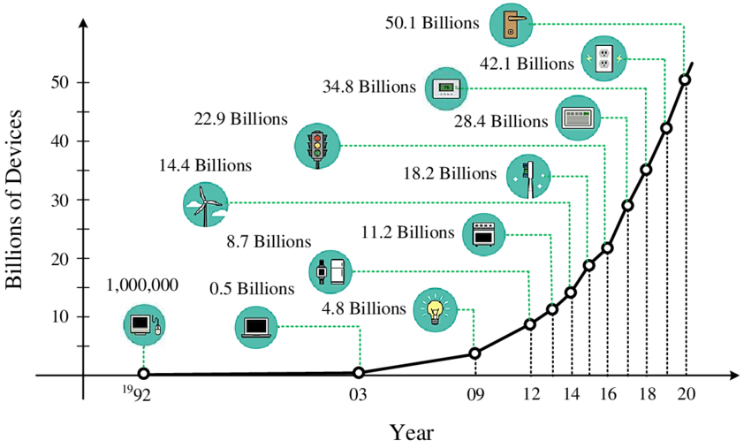 50.1 Billions
42.1 Billions
34.8 Billions
28.4 Billions
22.9 Billions
18.2 Billions
14.4 Billions
11.2 Billions
8.7 Billions
4.8 Billions
0.5 Billions
1,000,000
Billions of Devices
50
40
30
20
10
1992 03 09 12 14 16 18 20
Year